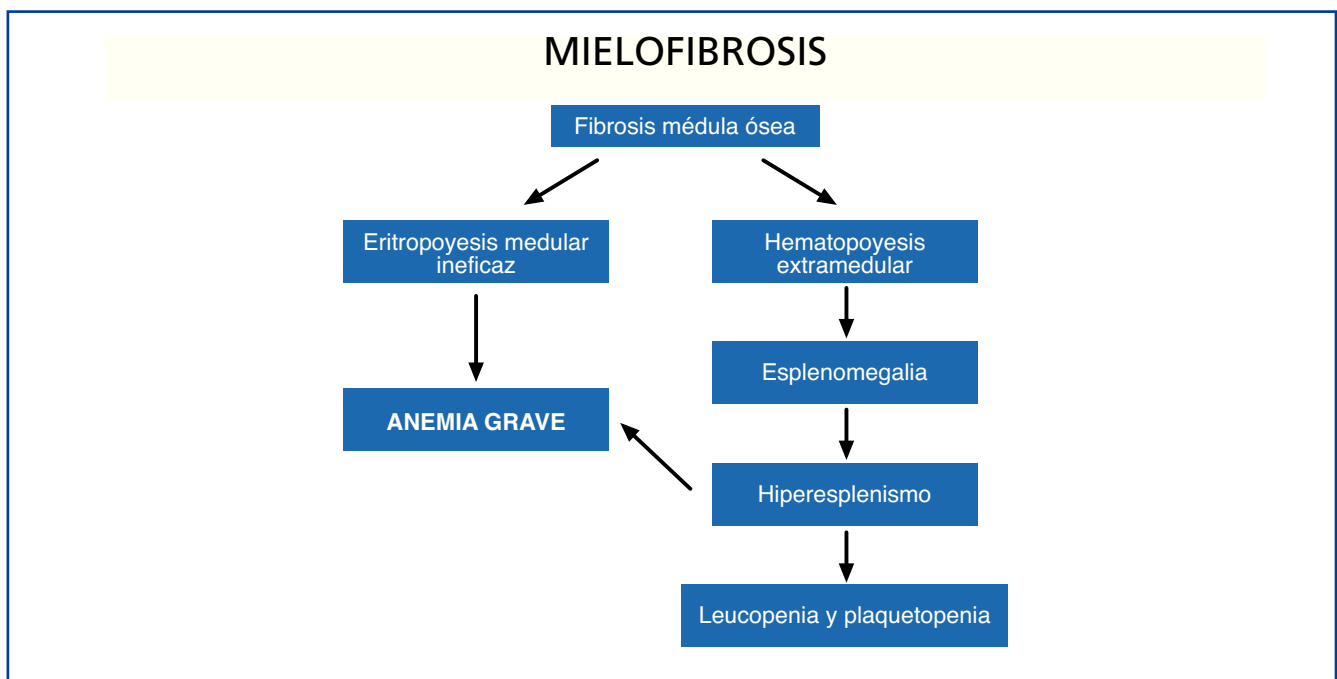 MIELOFIBROSIS
Fibrosis médula ósea
Eritropoyesis medular
ineficaz
Hematopoyesis
extramedular
Esplenomegalia
ANEMIA GRAVE
Hiperesplenismo
Leucopenia y plaquetopenia